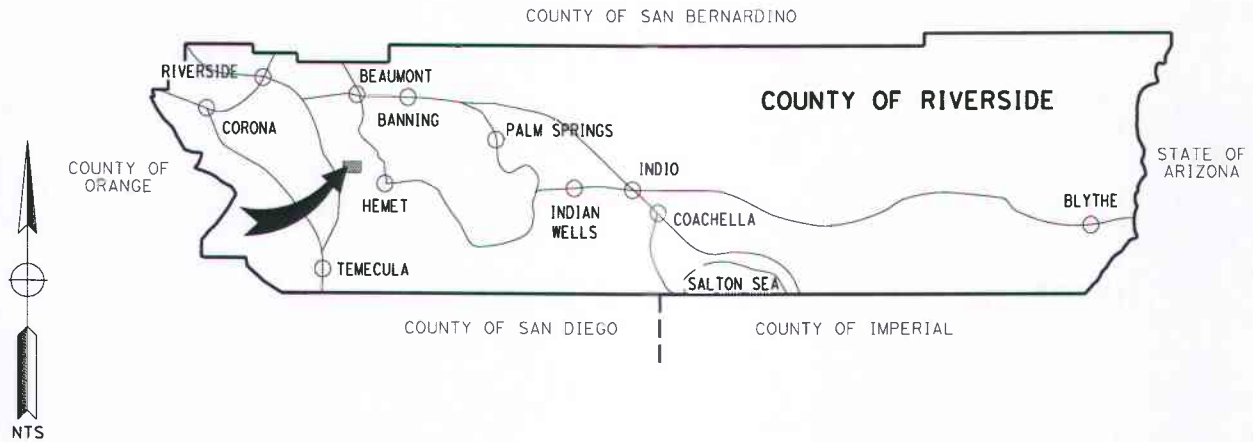 COUNTY OF SAN BERNARDINO
RIVERSIDE
BEAUMONT
COUNTY OF RIVERSIDE
CORONA
BANNING
PALM SPRINGS
COUNTY OF
ORANGE
STATE OF
ARIZONA
INDIO
HEMET
INDIAN
WELLS
COACHELLA
BLYTHE
TEMECULA
SALTON SEA
COUNTY OF SAN DIEGO
COUNTY OF IMPERIAL
NTS